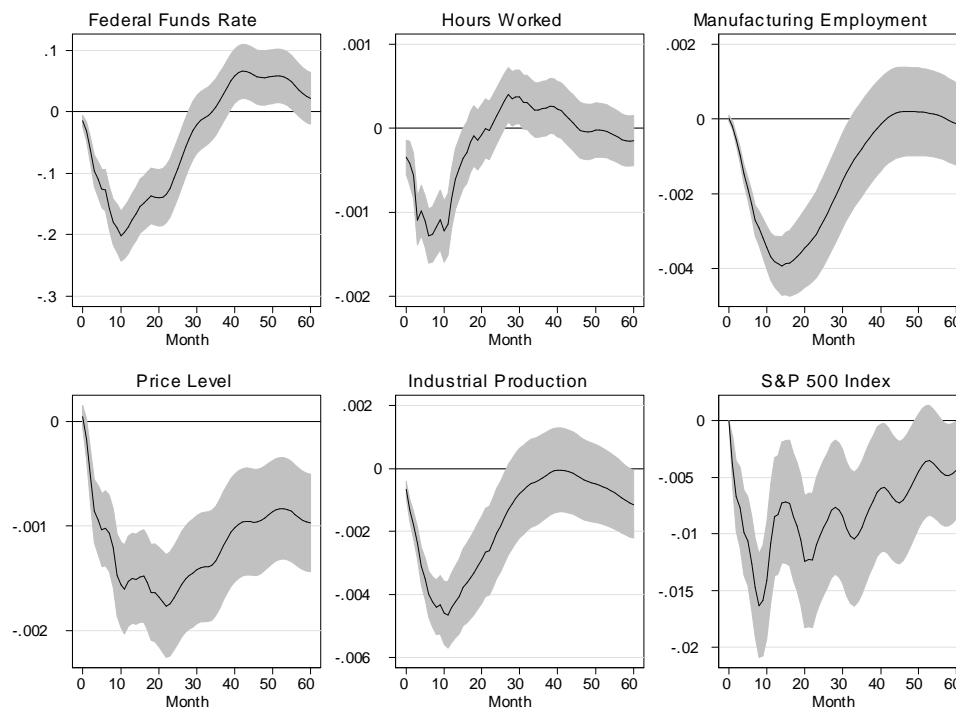 Federal Funds Rate
Hours Worked
Manufacturing Employment
.1
0
-.1
-.2
-.3
0 10 20 30 40 50 60
Month
.001
0
-.001
-.002
0 10 20 30 40 50 60
Month
.002
0
-.002
-.004
0 10 20 30 40 50 60
Month
Price Level
Industrial Production
S&P 500 Index
0
-.001
-.002
0 10 20 30 40 50 60
Month
.002
0
-.002
-.004
-.006
0 10 20 30 40 50 60
Month
0
-.005
-.01
-.015
-.02
0 10 20 30 40 50 60
Month